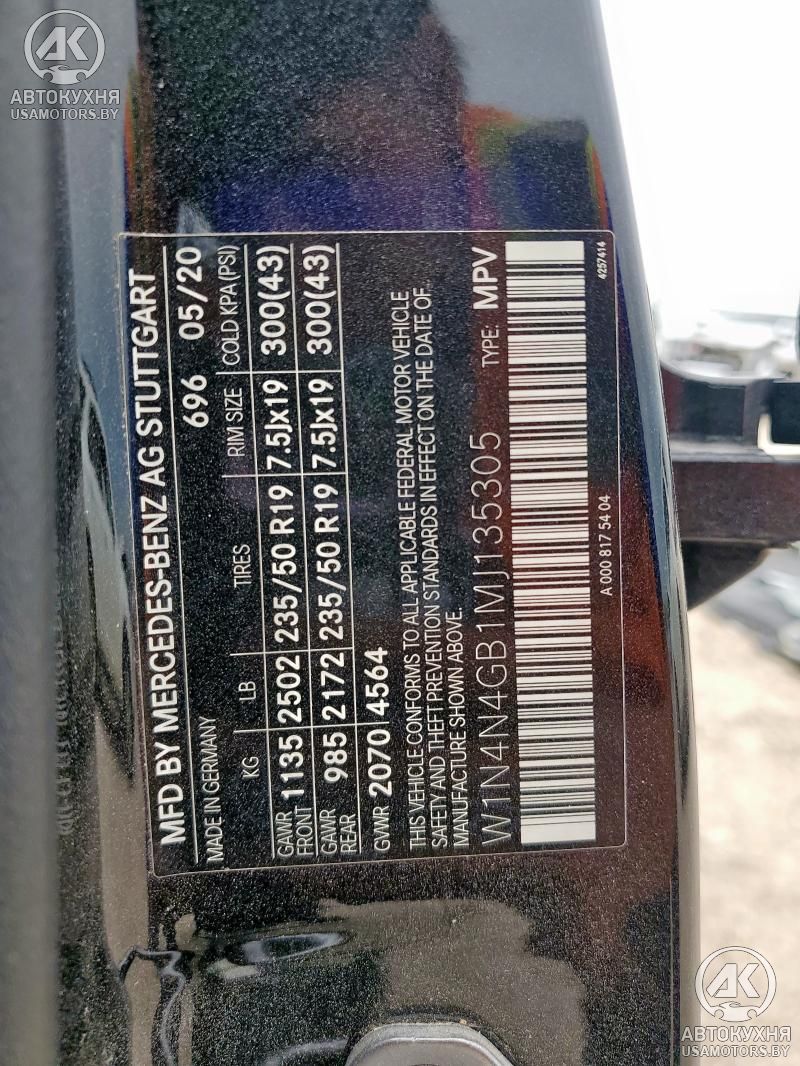 AK
АВТОКУХНЯ
USAMOTORS.BY
MFD BY MERCEDES-BENZ AG STUTTGART
MADE IN GERMANY 696 05/20
KG LB TIRES RIM SIZE COLD KPA(PSI)
GAWR FRONT 1135 2502 235/50 R19 7.5Jx19 300(43)
GAWR REAR 985 2172 235/50 R19 7.5Jx19 300(43)
GVWR 2070 4564
THIS VEHICLE CONFORMS TO ALL APPLICABLE FEDERAL MOTOR VEHICLE
SAFETY AND THEFT PREVENTION STANDARDS IN EFFECT ON THE DATE OF
MANUFACTURE SHOWN ABOVE.
W1N4N4GB1MJ135305 TYPE: MPV
A 000 817 54 04 4257414
AK
АВТОКУХНЯ
USAMOTORS.BY